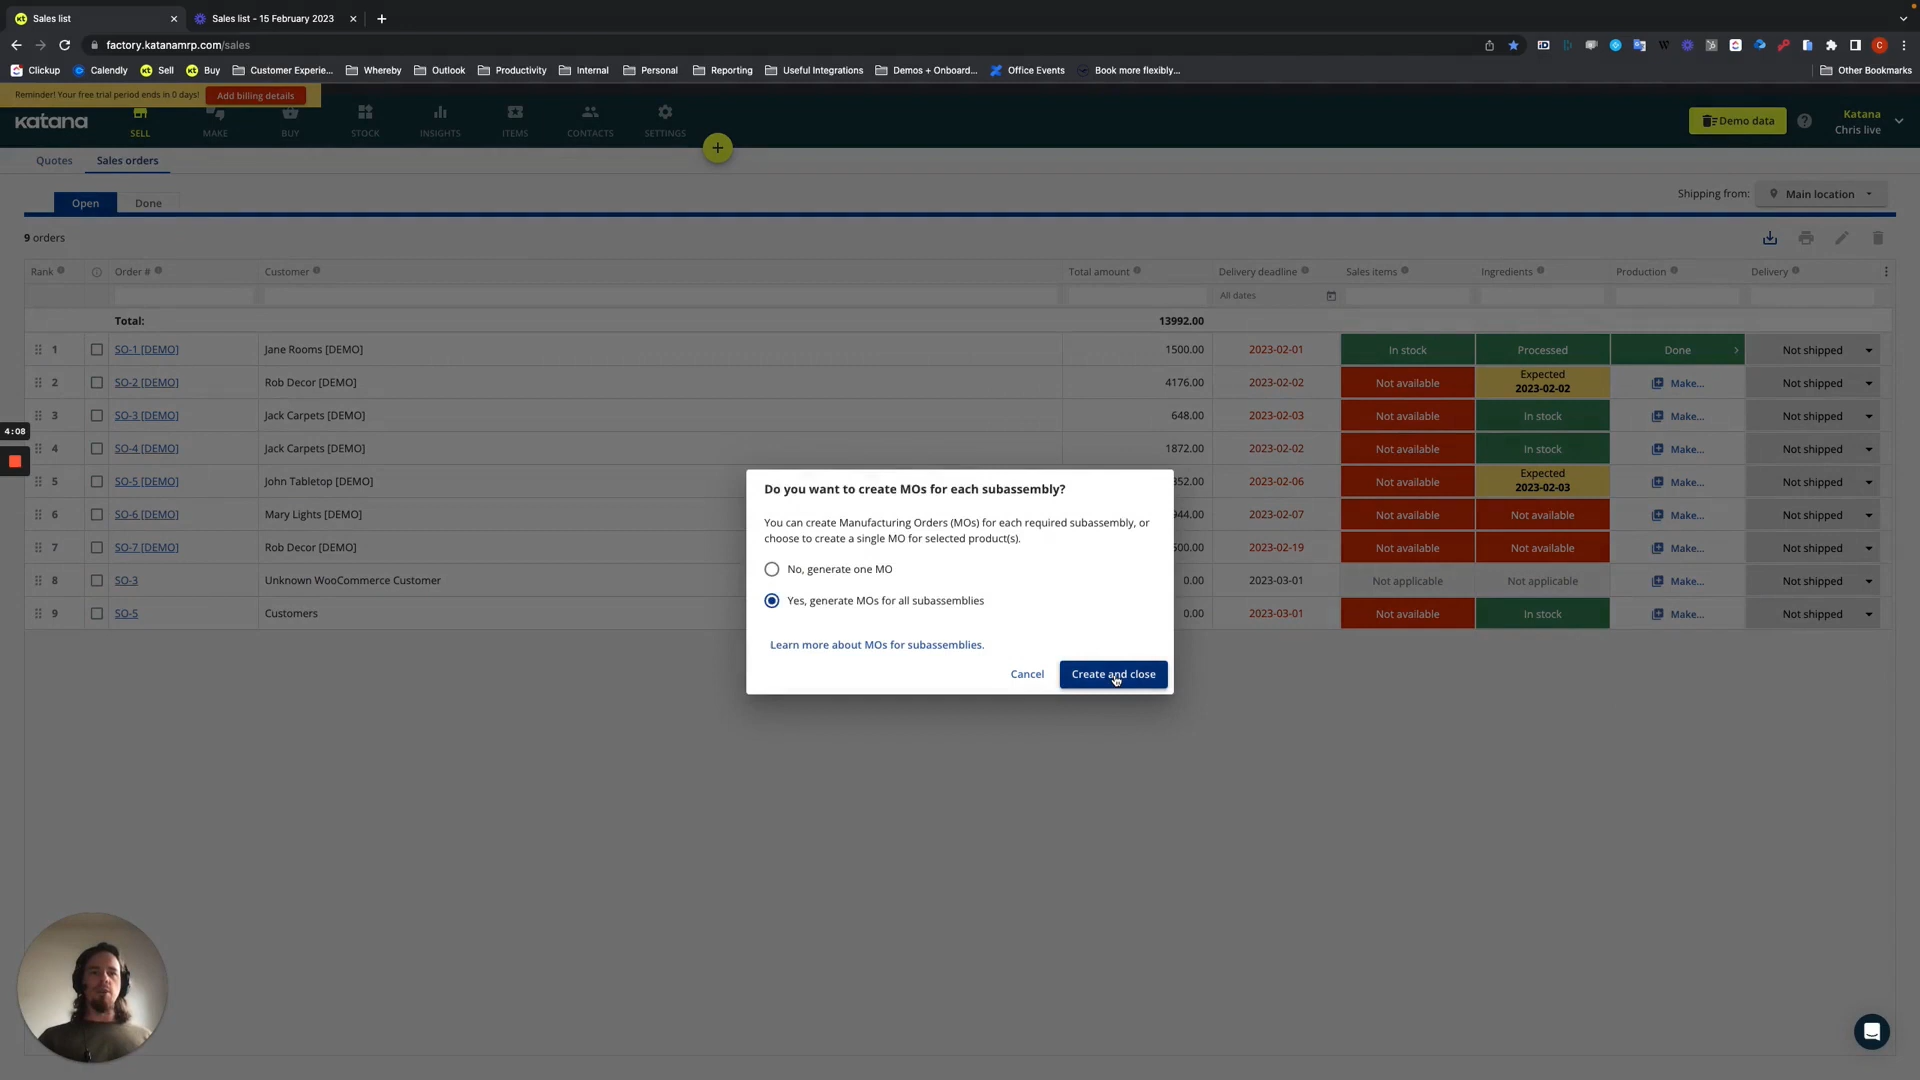 Sales list
Sales list - 15 February 2023
factory.katanamrp.com/sales
Clickup Calendly Sell Buy Customer Experie... Whereby Outlook Productivity Internal Personal Reporting Useful Integrations Demos + Onboard... Office Events Book more flexibly... Other Bookmarks
Reminder! Your free trial period ends in 0 days! Add billing details
katana SELL MAKE BUY STOCK INSIGHTS ITEMS CONTACTS SETTINGS Demo data Katana
Chris live
Quotes Sales orders
Open Done Shipping from: Main location
9 orders
Rank Order # Customer Total amount Delivery deadline Sales items Ingredients Production Delivery
All dates
Total: 13992.00
1 SO-1 [DEMO] Jane Rooms [DEMO] 1500.00 2023-02-01 In stock Processed Done Not shipped
2 SO-2 [DEMO] Rob Decor [DEMO] 4176.00 2023-02-02 Not available Expected 2023-02-02 Make... Not shipped
3 SO-3 [DEMO] Jack Carpets [DEMO] 648.00 2023-02-03 Not available In stock Make... Not shipped
4:08
4 SO-4 [DEMO] Jack Carpets [DEMO] 1872.00 2023-02-02 Not available In stock Make... Not shipped
5 SO-5 [DEMO] John Tabletop [DEMO] 352.00 2023-02-06 Not available Expected 2023-02-03 Make... Not shipped
6 SO-6 [DEMO] Mary Lights [DEMO] 944.00 2023-02-07 Not available Not available Make... Not shipped
7 SO-7 [DEMO] Rob Decor [DEMO] 500.00 2023-02-19 Not available Not available Make... Not shipped
8 SO-3 Unknown WooCommerce Customer 0.00 2023-03-01 Not applicable Not applicable Make... Not shipped
9 SO-5 Customers 0.00 2023-03-01 Not available In stock Make... Not shipped
Do you want to create MOs for each subassembly?
You can create Manufacturing Orders (MOs) for each required subassembly, or
choose to create a single MO for selected product(s).
No, generate one MO
Yes, generate MOs for all subassemblies
Learn more about MOs for subassemblies.
Cancel Create and close